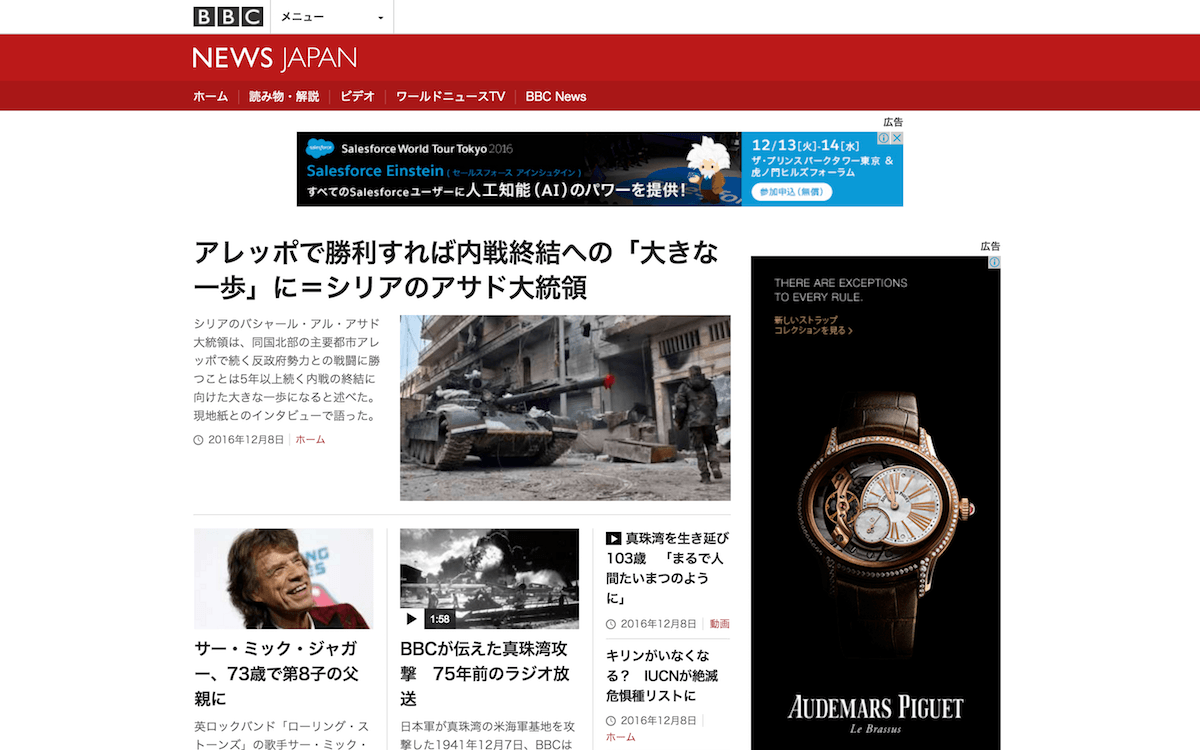 BBC
メニュー
NEWS JAPAN
ホーム
読み物・解説
ビデオ
ワールドニュースTV
BBC News
広告
salesforce
Salesforce World Tour Tokyo 2016
Salesforce Einstein ( セールスフォース アインシュタイン )
すべてのSalesforceユーザーに人工知能（AI）のパワーを提供！
12/13[火]-14[水]
ザ・プリンスパークタワー東京 &
虎ノ門ヒルズフォーラム
参加申込（無償）
アレッポで勝利すれば内戦終結への「大きな
一歩」に＝シリアのアサド大統領
シリアのバシャール・アル・アサド
大統領は、同国北部の主要都市アレ
ッポで続く反政府勢力との戦闘に勝
つことは5年以上続く内戦の終結に
向けた大きな一歩になると述べた。
現地紙とのインタビューで語った。
2016年12月8日
ホーム
広告
THERE ARE EXCEPTIONS
TO EVERY RULE.
新しいストラップ
コレクションを見る
AUDEMARS PIGUET
Le Brassus
サー・ミック・ジャガ
ー、73歳で第8子の父
親に
英ロックバンド「ローリング・ス
トーンズ」の歌手サー・ミック・
1:58
BBCが伝えた真珠湾攻
撃　75年前のラジオ放
送
日本軍が真珠湾の米海軍基地を攻
撃した1941年12月7日、BBCは
真珠湾を生き延び
103歳　「まるで人
間たいまつのよう
に」
2016年12月8日
動画
キリンがいなくな
る？　IUCNが絶滅
危惧種リストに
2016年12月8日
ホーム